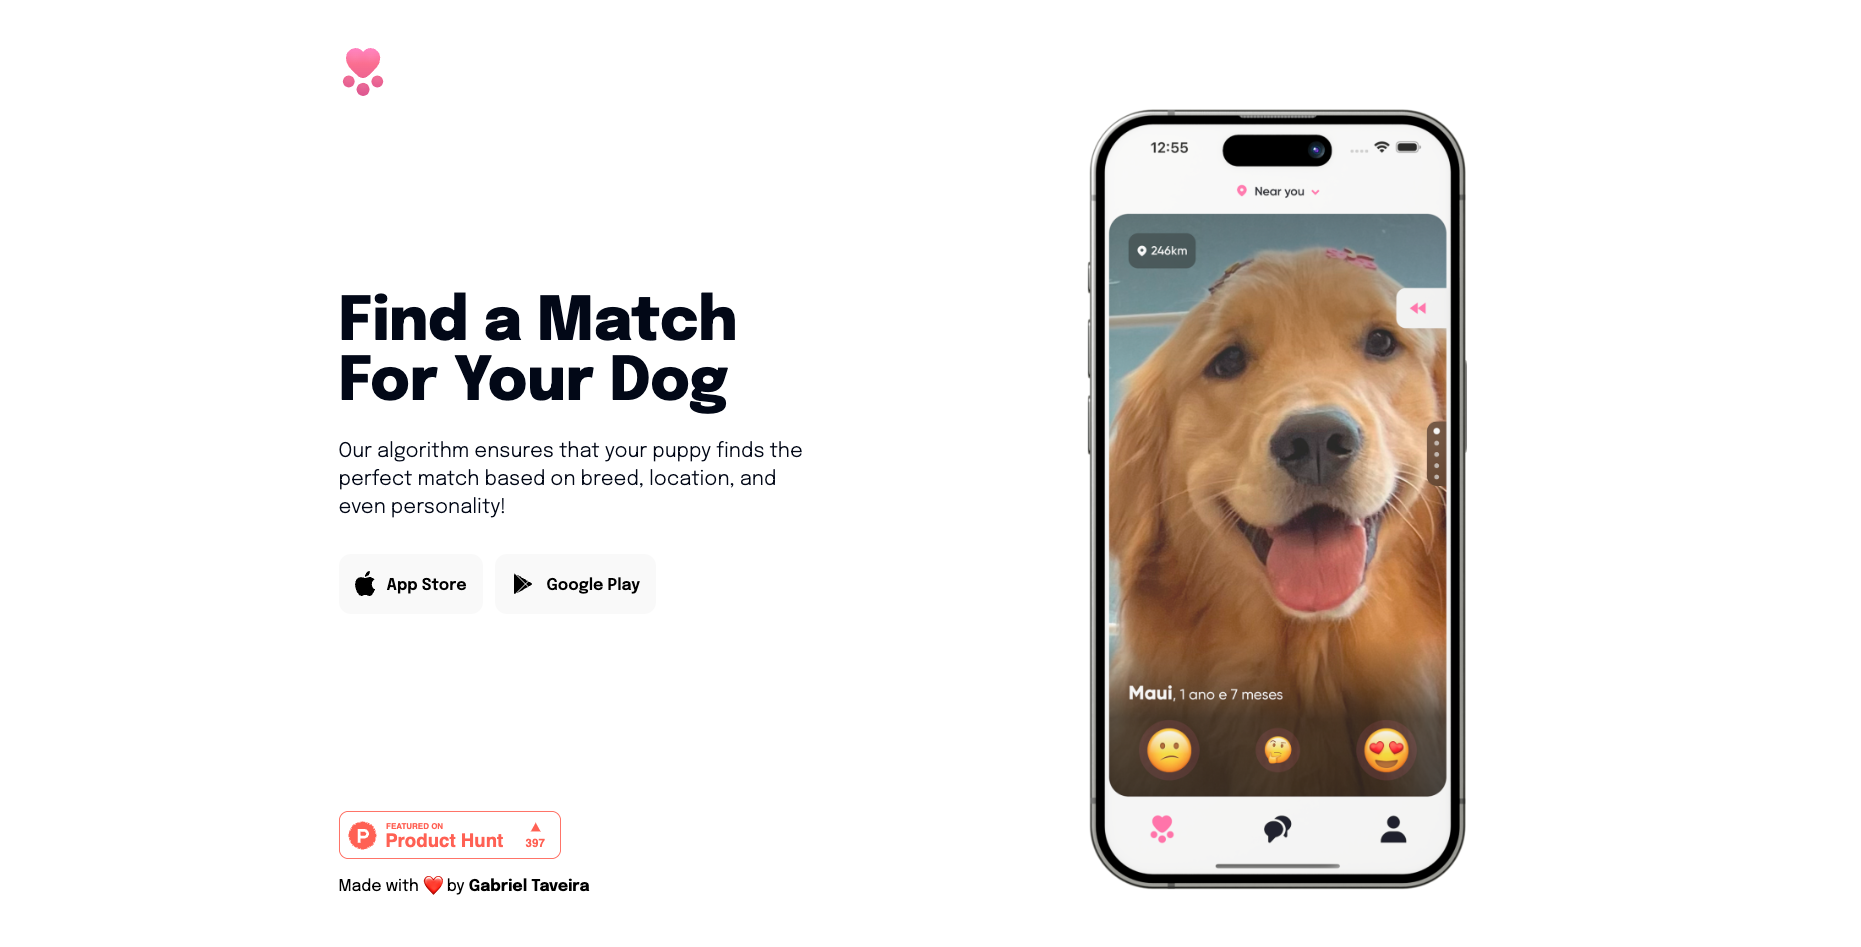 Find a Match
For Your Dog
Our algorithm ensures that your puppy finds the
perfect match based on breed, location, and
even personality!
App Store
Google Play
FEATURED ON
Product Hunt
397
Made with ❤️ by Gabriel Taveira
12:55
Near you
246km
Maui, 1 ano e 7 meses